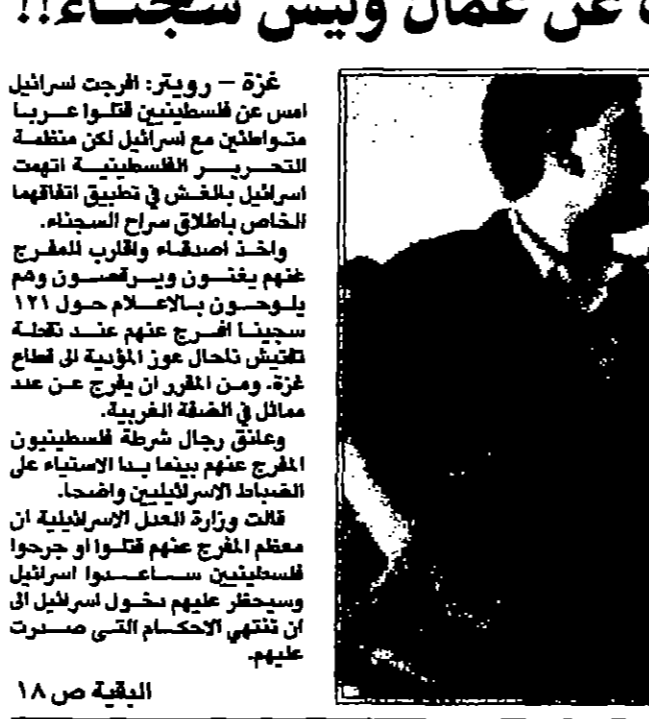 عن عمال وليس سجناء!!
غزة – رويتر: افرجت اسرائيل
امس عن فلسطينيين قتلوا عربا
متواطئين مع اسرائيل لكن منظمة
التحرير الفلسطينية اتهمت
اسرائيل بالغش في تطبيق اتفاقهما
الخاص باطلاق سراح السجناء.
واخذ اصدقاء واقارب للمفرج
عنهم يغنون ويرقصون وهم
يلوحون بالاعلام حول ١٢١
سجينا افرج عنهم عند نقطة
تفتيش ناحال عوز المؤدية الى قطاع
غزة. ومن المقرر ان يفرج عن عدد
مماثل في الضفة الغربية.
وعانق رجال شرطة فلسطينيون
المفرج عنهم بينما بدا الاستياء على
الضباط الاسرائيليين واضحا.
قالت وزارة العدل الاسرائيلية ان
معظم المفرج عنهم قتلوا او جرحوا
فلسطينيين ساعدوا اسرائيل
وسيحظر عليهم دخول اسرائيل الى
ان تنتهي الاحكام التي صدرت
عليهم.
البقية ص ١٨